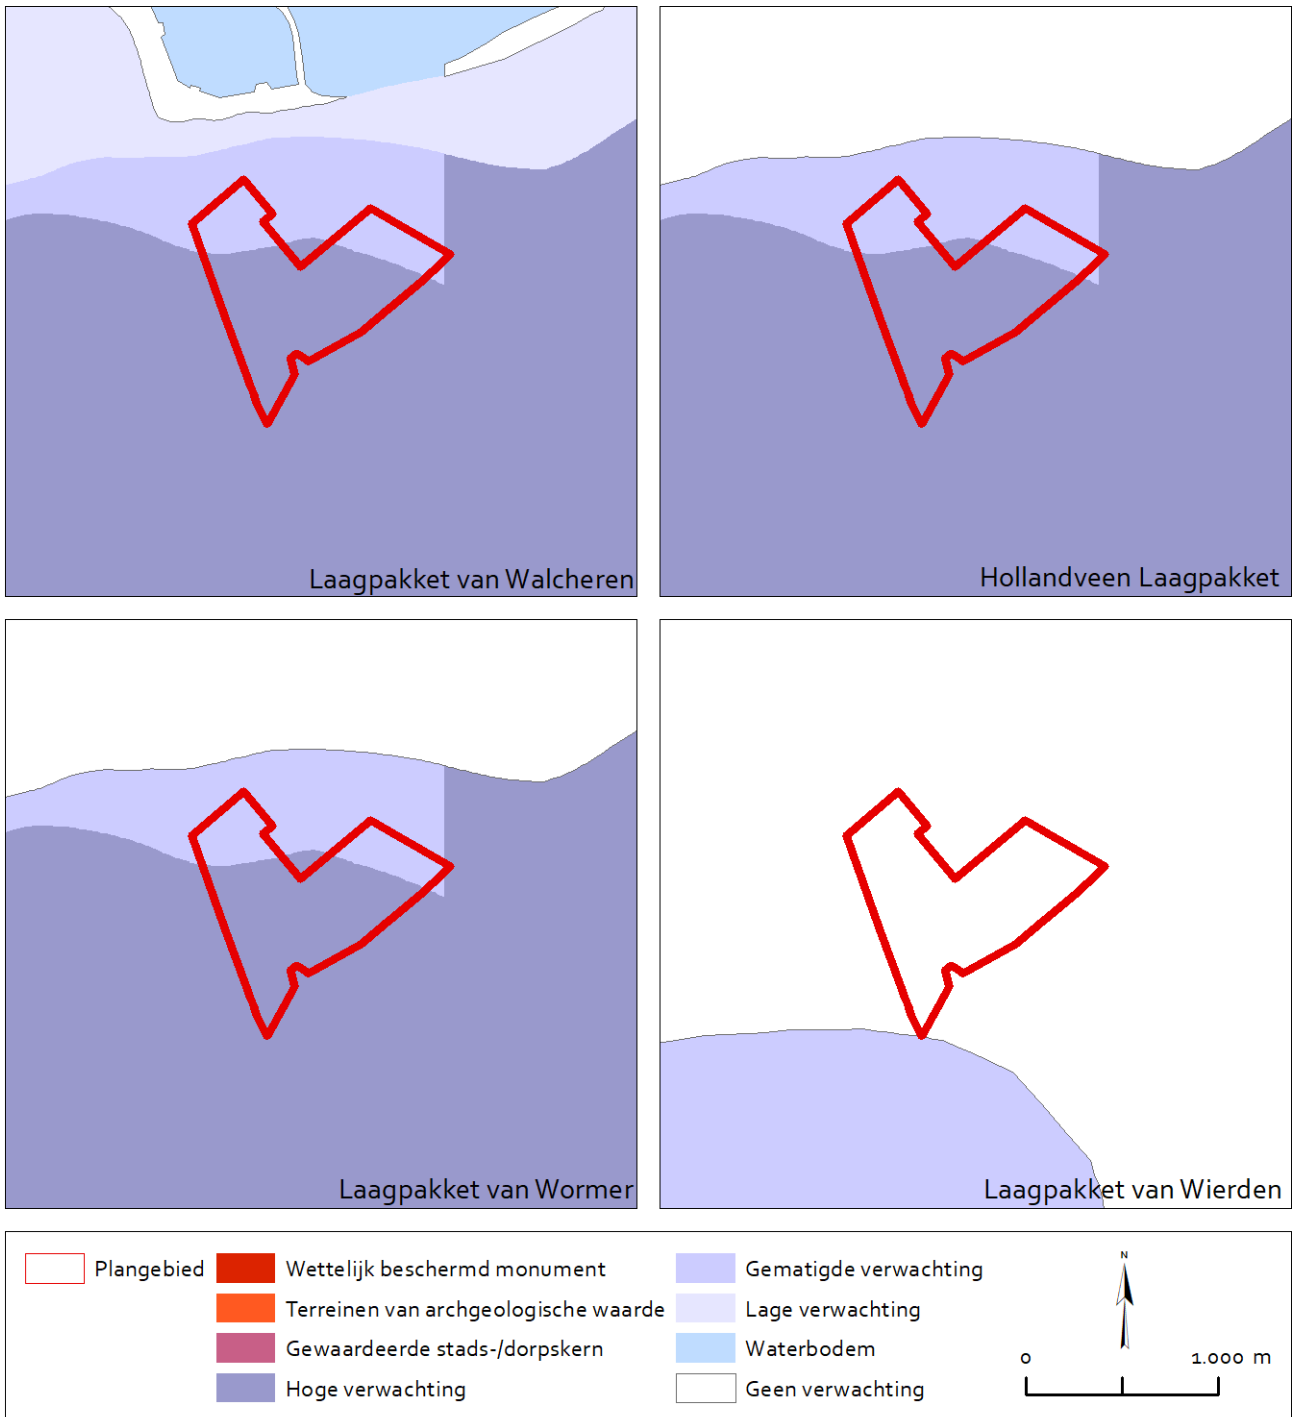 Laagpakket van Walcheren
Hollandveen Laagpakket
Laagpakket van Wormer
Laagpakket van Wierden
Plangebied
Wettelijk beschermd monument
Terreinen van archgeologische waarde
Gewaardeerde stads-/dorpskern
Hoge verwachting
Gematigde verwachting
Lage verwachting
Waterbodem
Geen verwachting
N
0 1.000 m